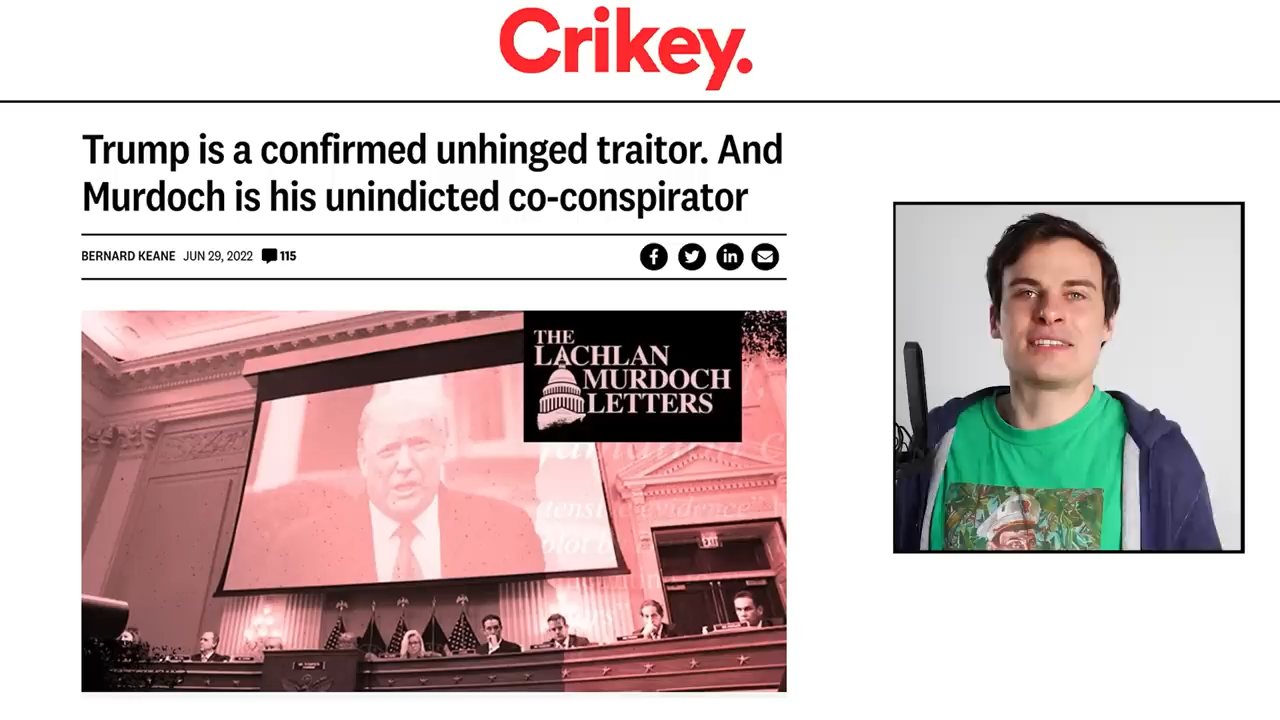 Crikey.
Trump is a confirmed unhinged traitor. And
Murdoch is his unindicted co-conspirator
BERNARD KEANE JUN 29, 2022 115
THE
LACHLAN
MURDOCH
LETTERS
EXIT